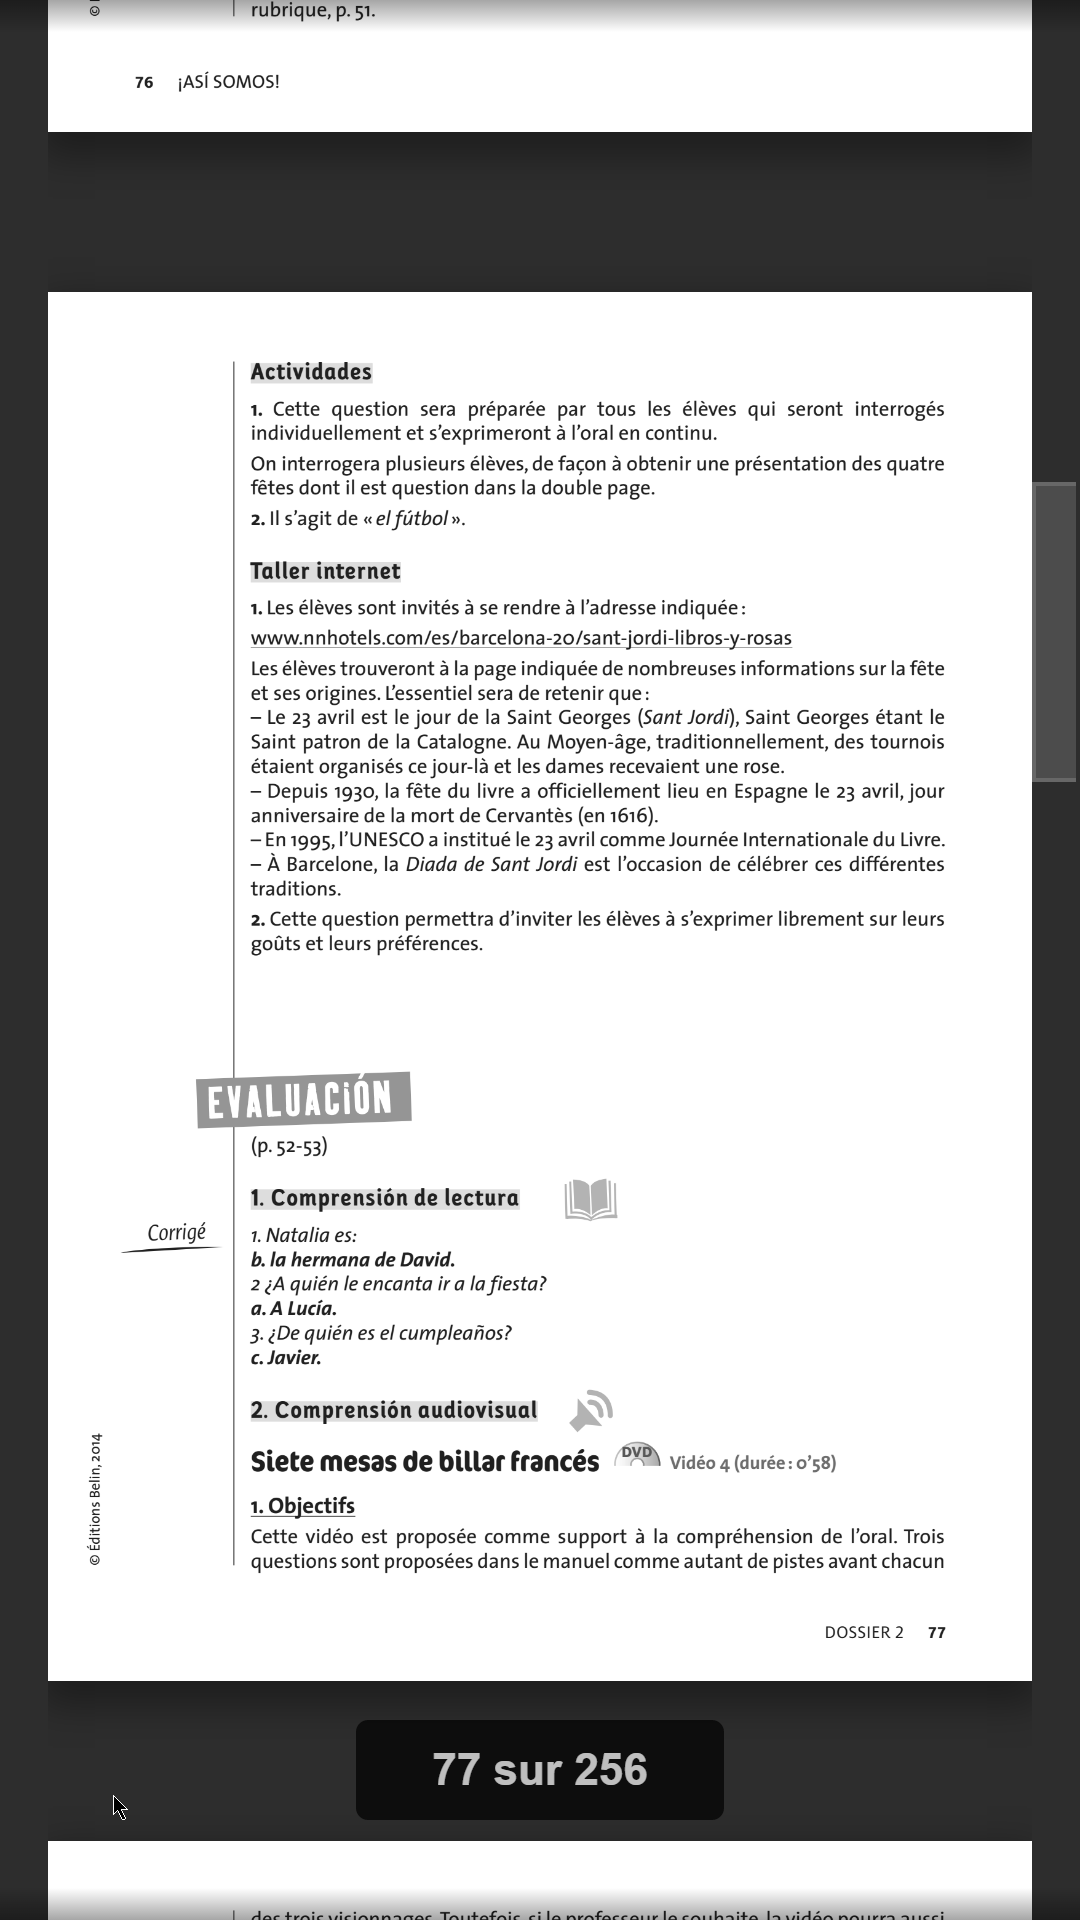 rubrique, p. 51.
76 ¡ASÍ SOMOS!
Actividades
1. Cette question sera préparée par tous les élèves qui seront interrogés
individuellement et s'exprimeront à l'oral en continu.
On interrogera plusieurs élèves, de façon à obtenir une présentation des quatre
fêtes dont il est question dans la double page.
2. Il s'agit de « el fútbol ».
Taller internet
1. Les élèves sont invités à se rendre à l'adresse indiquée :
www.nnhotels.com/es/barcelona-20/sant-jordi-libros-y-rosas
Les élèves trouveront à la page indiquée de nombreuses informations sur la fête
et ses origines. L'essentiel sera de retenir que :
– Le 23 avril est le jour de la Saint Georges (Sant Jordi), Saint Georges étant le
Saint patron de la Catalogne. Au Moyen-âge, traditionnellement, des tournois
étaient organisés ce jour-là et les dames recevaient une rose.
– Depuis 1930, la fête du livre a officiellement lieu en Espagne le 23 avril, jour
anniversaire de la mort de Cervantès (en 1616).
– En 1995, l'UNESCO a institué le 23 avril comme Journée Internationale du Livre.
– À Barcelone, la Diada de Sant Jordi est l'occasion de célébrer ces différentes
traditions.
2. Cette question permettra d'inviter les élèves à s'exprimer librement sur leurs
goûts et leurs préférences.
EVALUACIÓN
(p. 52-53)
1. Comprensión de lectura
Corrigé
1. Natalia es:
b. la hermana de David.
2 ¿A quién le encanta ir a la fiesta?
a. A Lucía.
3. ¿De quién es el cumpleaños?
c. Javier.
2. Comprensión audiovisual
Siete mesas de billar francés DVD Vidéo 4 (durée : 0'58)
1. Objectifs
Cette vidéo est proposée comme support à la compréhension de l'oral. Trois
questions sont proposées dans le manuel comme autant de pistes avant chacun
© Éditions Belin, 2014
DOSSIER 2 77
77 sur 256
des trois visionnages. Toutefois, si le professeur le souhaite, la vidéo pourra aussi